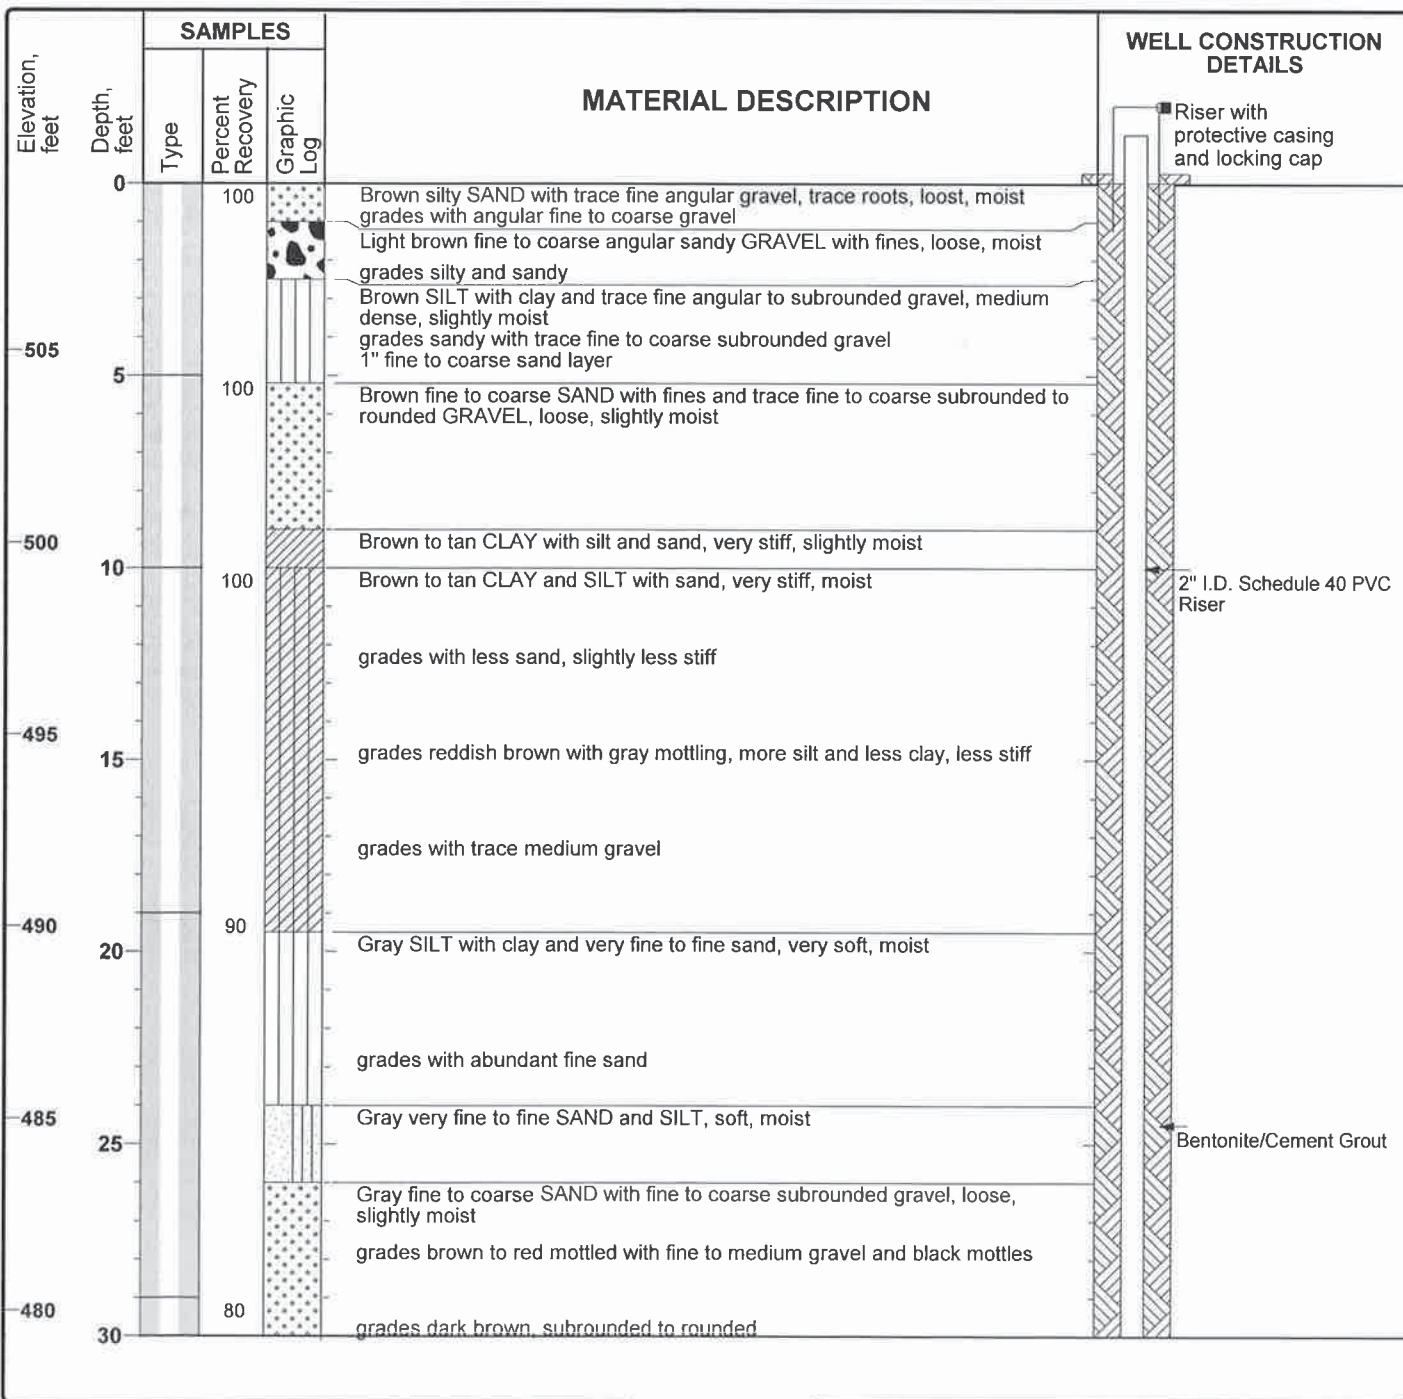 SAMPLES
Elevation, feet
Depth, feet
Type
Percent Recovery
Graphic Log
MATERIAL DESCRIPTION
WELL CONSTRUCTION
DETAILS
Riser with
protective casing
and locking cap
0
100
Brown silty SAND with trace fine angular gravel, trace roots, loost, moist
grades with angular fine to coarse gravel
Light brown fine to coarse angular sandy GRAVEL with fines, loose, moist
grades silty and sandy
Brown SILT with clay and trace fine angular to subrounded gravel, medium
dense, slightly moist
grades sandy with trace fine to coarse subrounded gravel
505
1" fine to coarse sand layer
5
100
Brown fine to coarse SAND with fines and trace fine to coarse subrounded to
rounded GRAVEL, loose, slightly moist
500
Brown to tan CLAY with silt and sand, very stiff, slightly moist
10
100
Brown to tan CLAY and SILT with sand, very stiff, moist
2" I.D. Schedule 40 PVC
Riser
grades with less sand, slightly less stiff
495
15
grades reddish brown with gray mottling, more silt and less clay, less stiff
grades with trace medium gravel
490
90
20
Gray SILT with clay and very fine to fine sand, very soft, moist
grades with abundant fine sand
485
Gray very fine to fine SAND and SILT, soft, moist
25
Bentonite/Cement Grout
Gray fine to coarse SAND with fine to coarse subrounded gravel, loose,
slightly moist
grades brown to red mottled with fine to medium gravel and black mottles
480
80
30
grades dark brown, subrounded to rounded